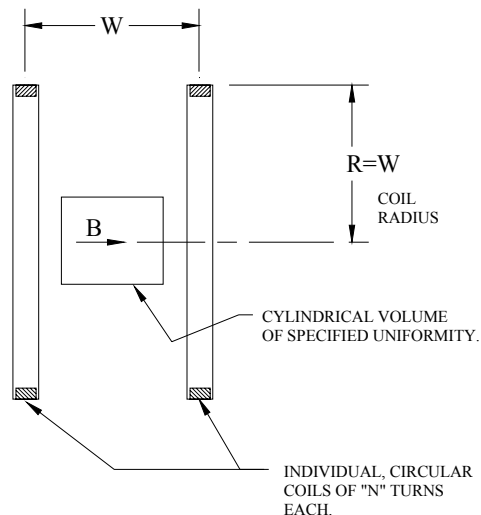 W
R=W
COIL
RADIUS
B
CYLINDRICAL VOLUME
OF SPECIFIED UNIFORMITY.
INDIVIDUAL, CIRCULAR
COILS OF "N" TURNS
EACH.